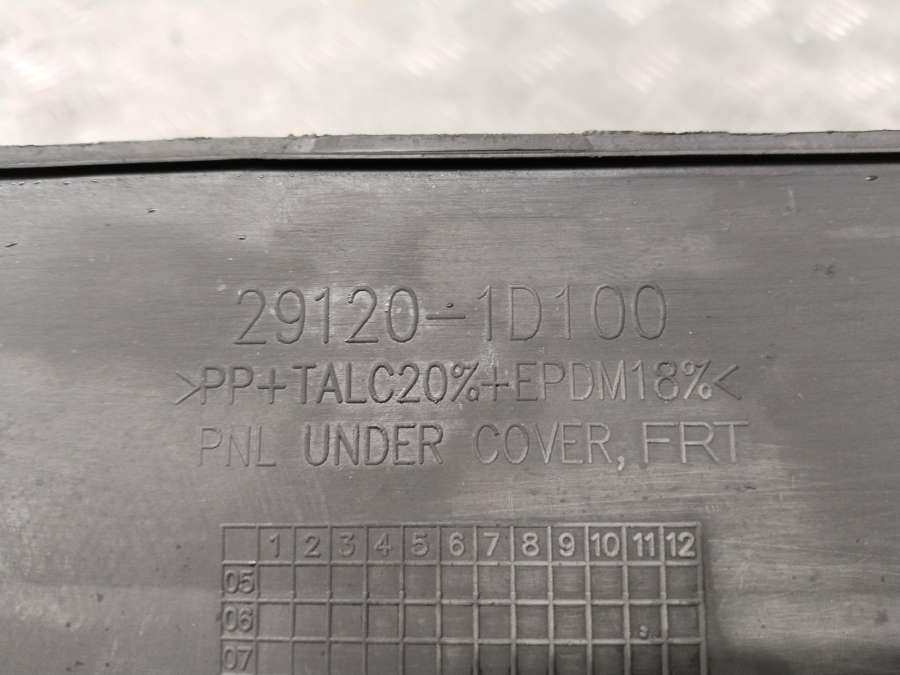 29120-1D100
>PP+TALC20%+EPDM18%<
PNL UNDER COVER, FRT
1 2 3 4 5 6 7 8 9 10 11 12
05
06
07